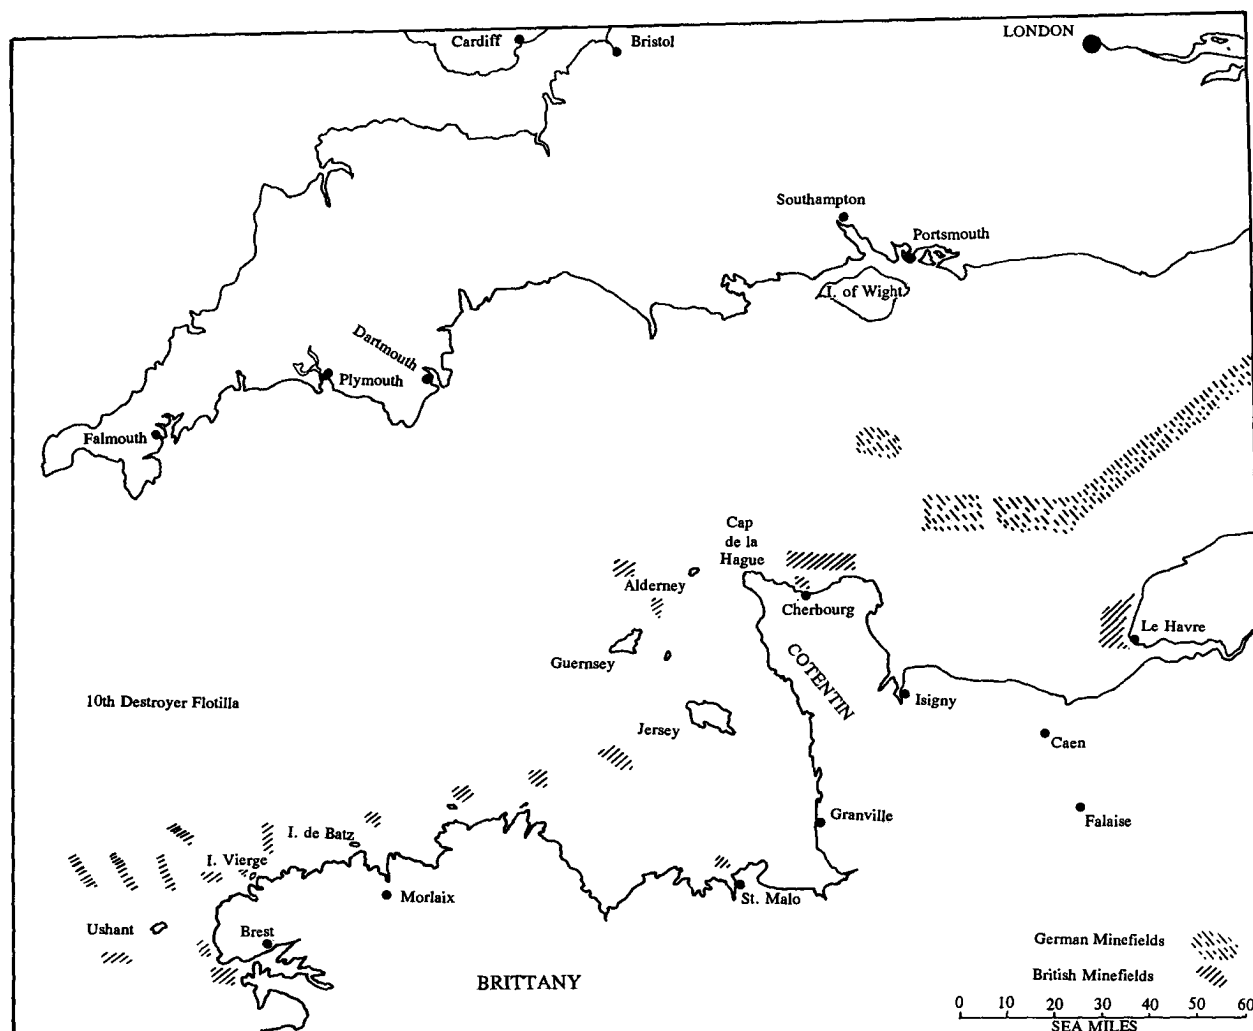 LONDON
Cardiff
Bristol
Southampton
Portsmouth
I. of Wight
Dartmouth
Plymouth
Falmouth
Cap
de la
Hague
Alderney
Cherbourg
Le Havre
Guernsey
COTENTIN
10th Destroyer Flotilla
Isigny
Jersey
Caen
Granville
Falaise
I. de Batz
I. Vierge
Morlaix
St. Malo
Ushant
Brest
German Minefields
British Minefields
BRITTANY
0 10 20 30 40 50 60
SEA MILES